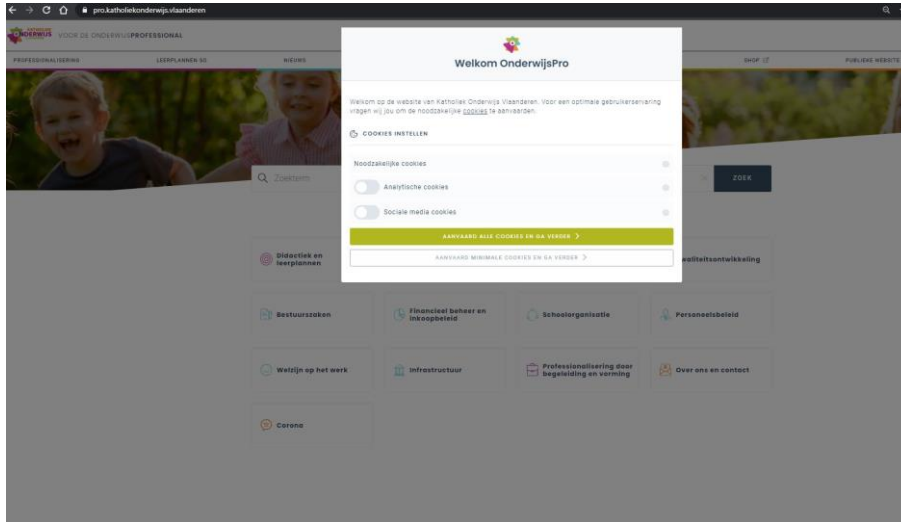 pro.katholiekonderwijs.vlaanderen
KATHOLIEK
ONDERWIJS
VOOR DE ONDERWIJSPROFESSIONAL
PROFESSIONALISERING
LEERPLANNEN SO
NIEUWS
SHOP
PUBLIEKE WEBSITE
Welkom OnderwijsPro
Welkom op de website van Katholiek Onderwijs Vlaanderen. Voor een optimale gebruikerservaring
vragen wij jou om de noodzakelijke cookies te aanvaarden.
COOKIES INSTELLEN
Noodzakelijke cookies
Analytische cookies
Sociale media cookies
AANVAARD ALLE COOKIES EN GA VERDER
AANVAARD MINIMALE COOKIES EN GA VERDER
Zoekterm
ZOEK
Didactiek en
leerplannen
waliteitsontwikkeling
Bestuurszaken
Financieel beheer en
inkoopbeleid
Schoolorganisatie
Personeelsbeleid
Welzijn op het werk
Infrastructuur
Professionalisering door
begeleiding en vorming
Over ons en contact
Corona